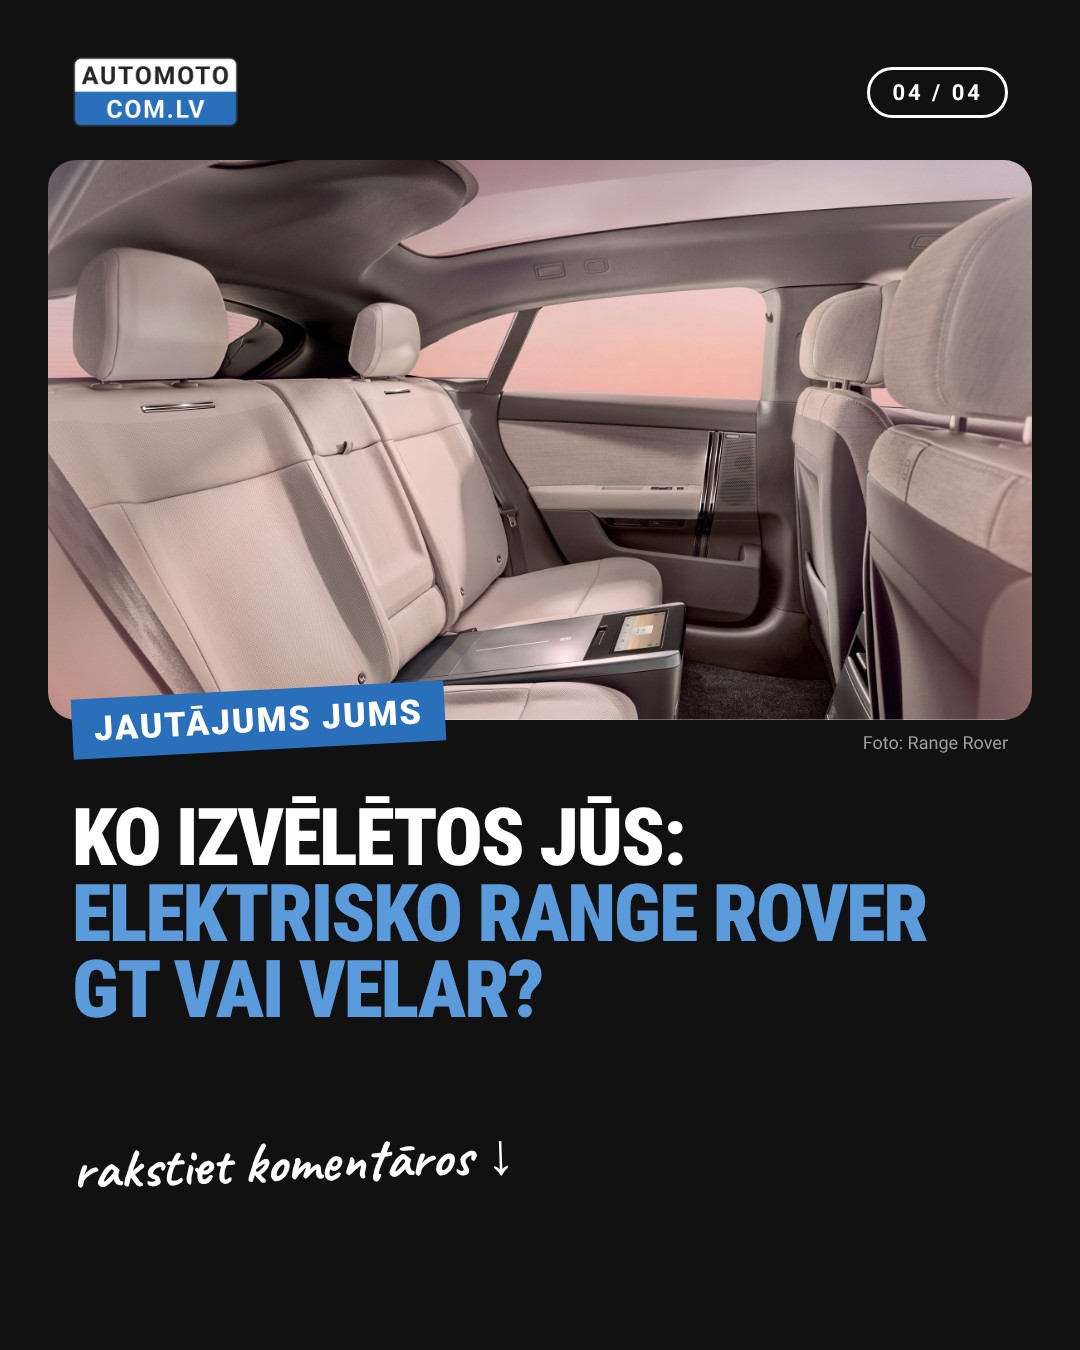 AUTOMOTO
COM.LV
04 / 04
JAUTĀJUMS JUMS
Foto: Range Rover
KO IZVĒLĒTOS JŪS:
ELEKTRISKO RANGE ROVER
GT VAI VELAR?
rakstiet komentāros ↓